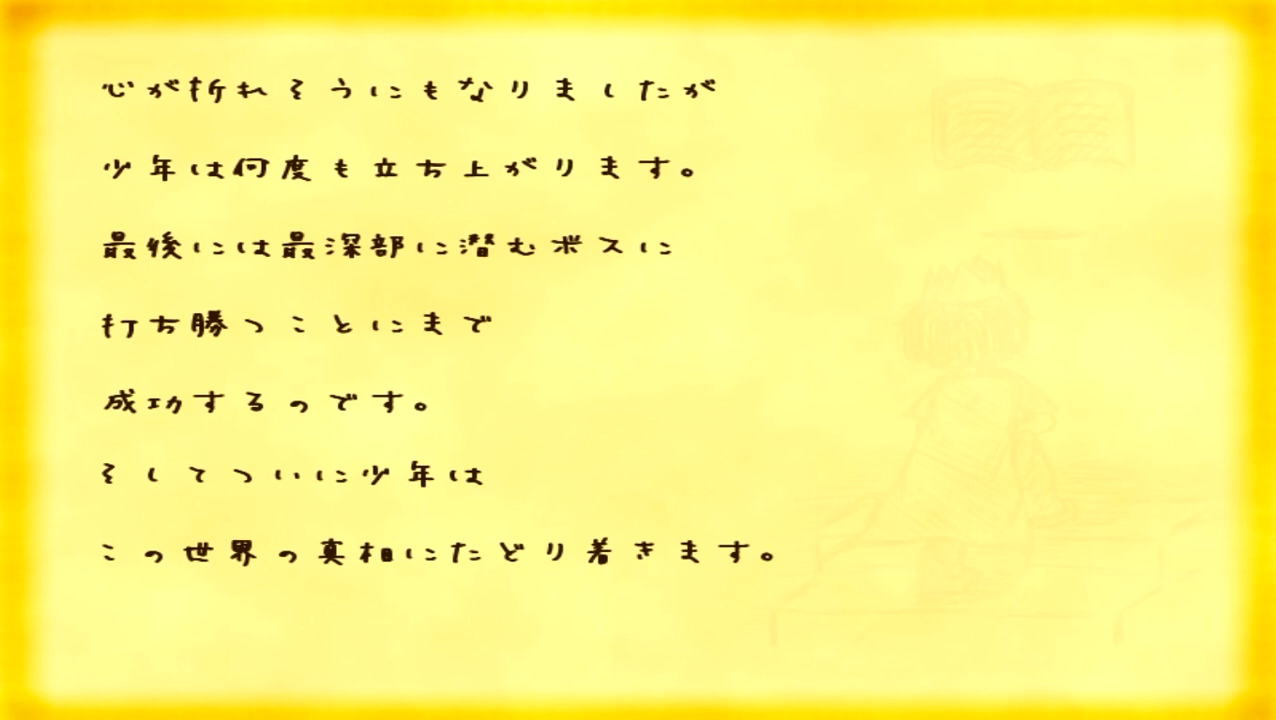 心が折れそうにもなりましたが
少年は何度も立ち上がります。
最後には最深部に潜むボスに
打ち勝つことにまで
成功するのです。
そしてついに少年は
この世界の真相にたどり着きます。